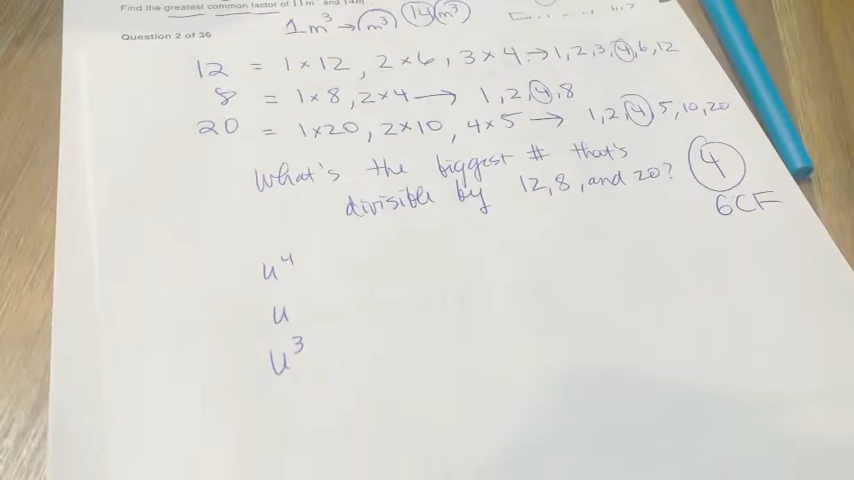 Find the greatest common factor of 11m and 14m
Question 2 of 36
1m³ → m³ 14 m³
12 = 1 × 12, 2 × 6, 3 × 4 → 1, 2, 3, 4, 6, 12
8 = 1 × 8, 2 × 4 → 1, 2, 4, 8
20 = 1 × 20, 2 × 10, 4 × 5 → 1, 2, 4, 5, 10, 20
What's the biggest # that's
divisible by 12, 8, and 20? 4
GCF
u⁴
u
u³